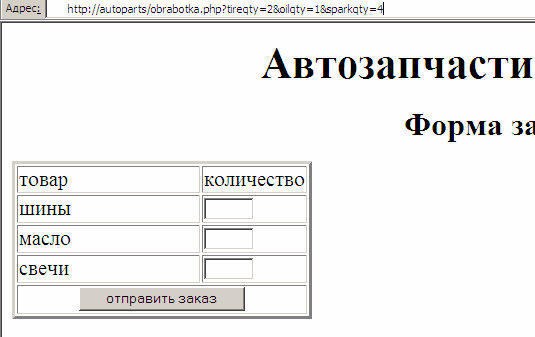 Адрес: http://autoparts/obrabotka.php?tireqty=2&oilqty=1&sparkqty=4
Автозапчасти
Форма за
товар количество
шины
масло
свечи
отправить заказ